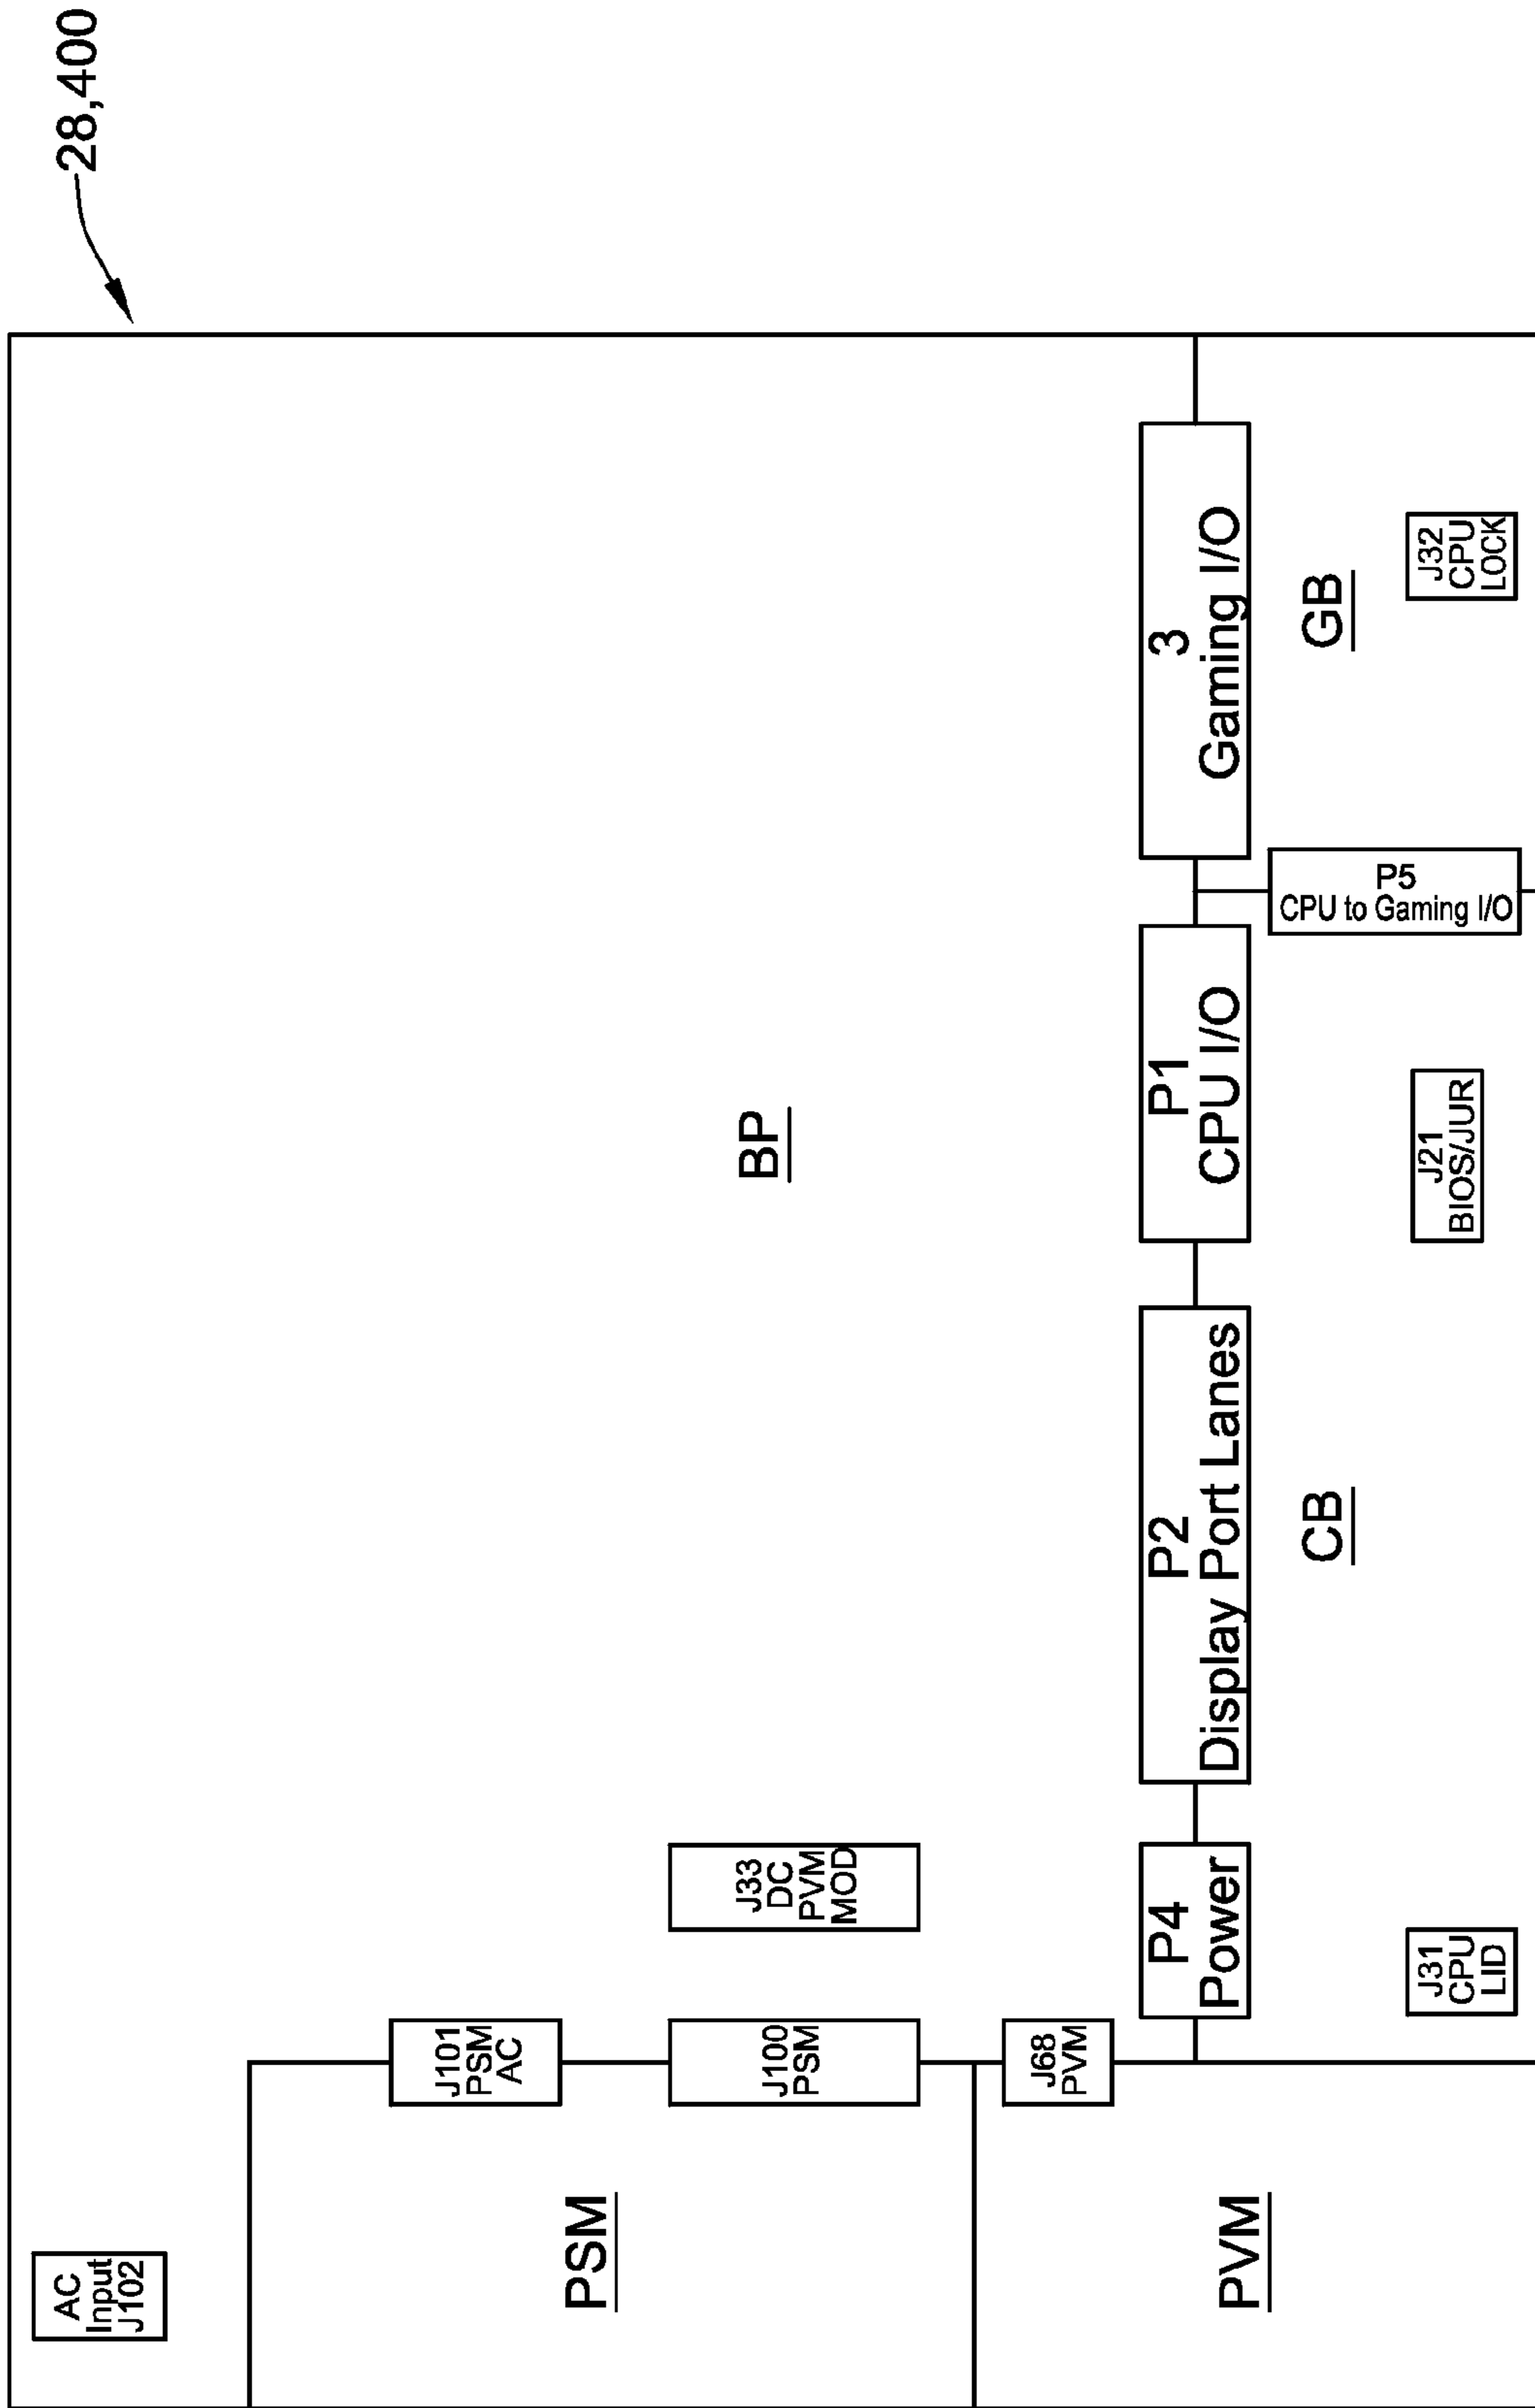 28,400
AC
Input
J102
J101
PSM
AC
PSM
J100
PSM
J33
DC
PVM
MOD
BP
J68
PVM
PVM
P4
Power
P2
Display Port Lanes
P1
CPU I/O
3
Gaming I/O
P5
CPU to Gaming I/O
CB
GB
J31
CPU
LID
J21
BIOS/JUR
J32
CPU
LOCK